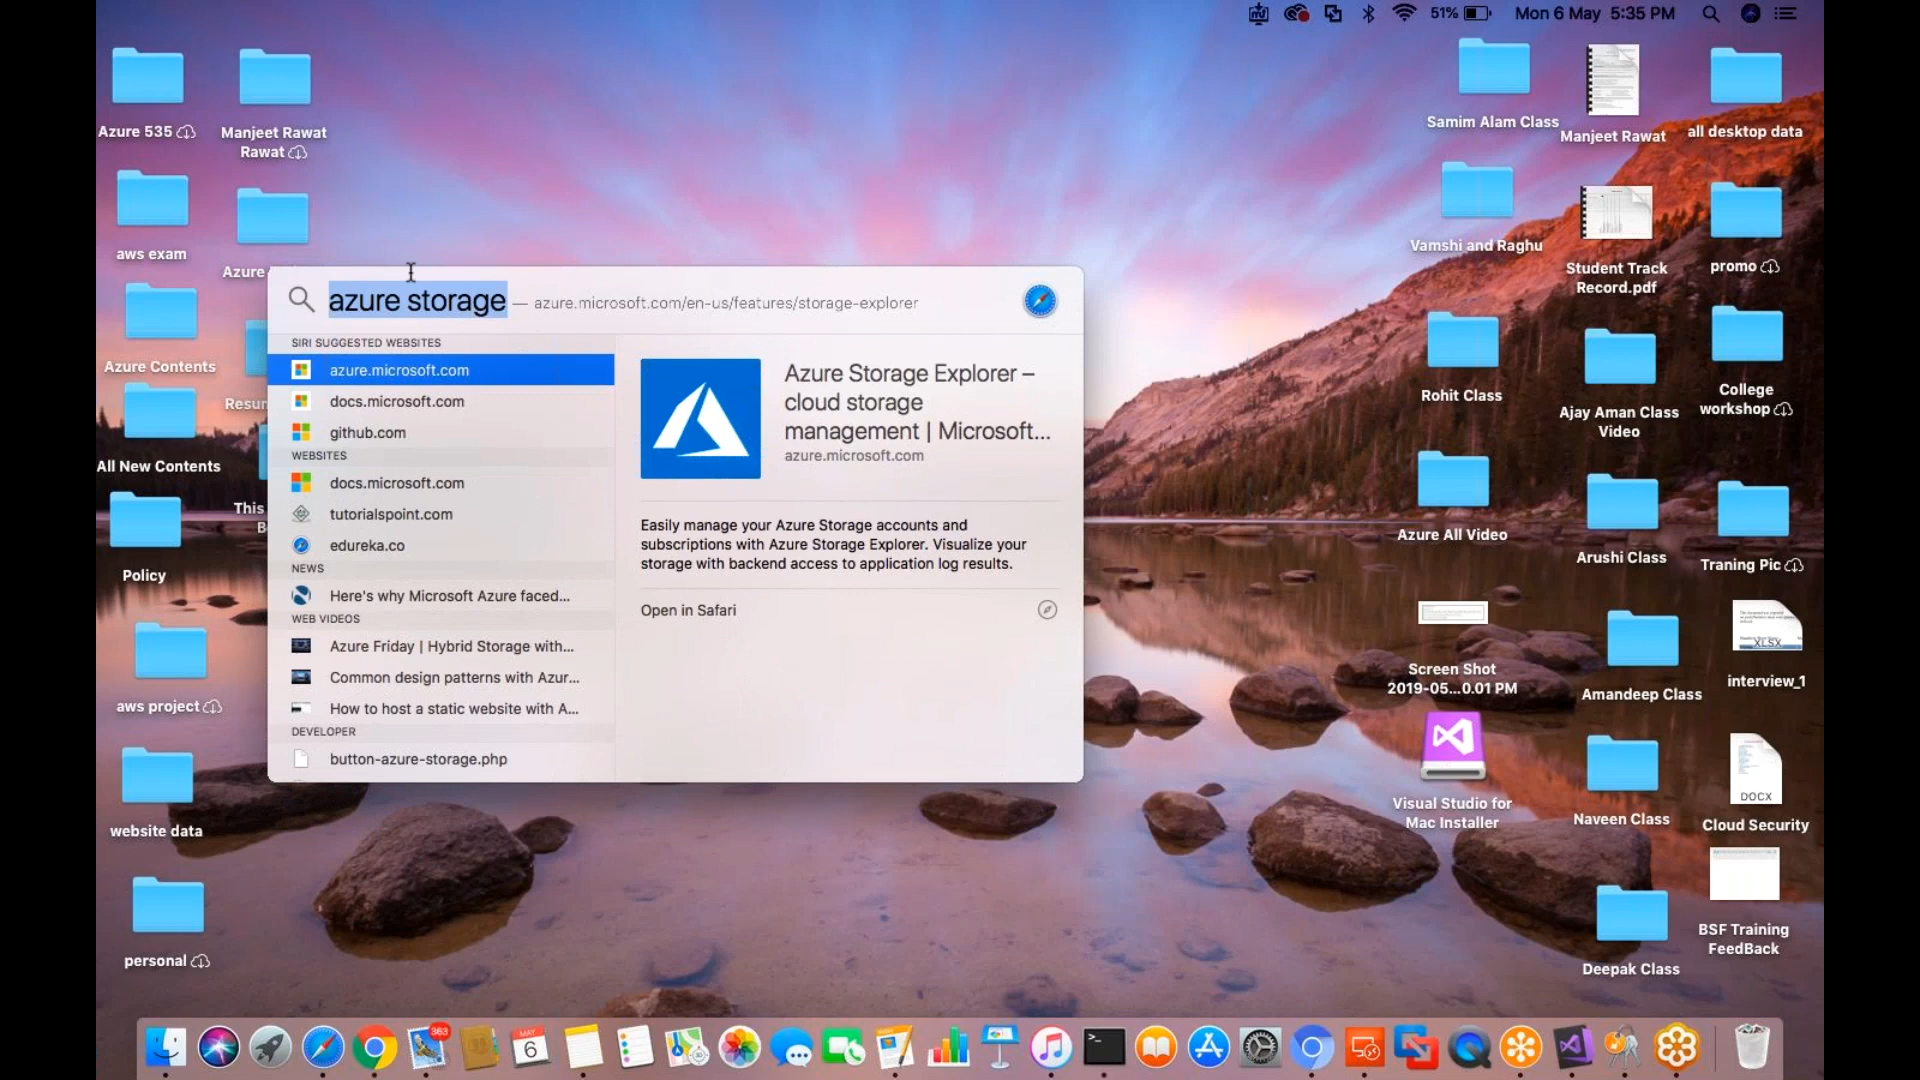 51%
Mon 6 May 5:35 PM
Azure 535
Manjeet Rawat
Rawat
Samim Alam Class
Manjeet Rawat
all desktop data
aws exam
Azure
Vamshi and Raghu
Student Track
Record.pdf
promo
azure storage — azure.microsoft.com/en-us/features/storage-explorer
SIRI SUGGESTED WEBSITES
azure.microsoft.com
docs.microsoft.com
github.com
WEBSITES
docs.microsoft.com
tutorialspoint.com
edureka.co
NEWS
Here's why Microsoft Azure faced...
WEB VIDEOS
Azure Friday | Hybrid Storage with...
Common design patterns with Azur...
How to host a static website with A...
DEVELOPER
button-azure-storage.php
Azure Storage Explorer –
cloud storage
management | Microsoft...
azure.microsoft.com
Easily manage your Azure Storage accounts and
subscriptions with Azure Storage Explorer. Visualize your
storage with backend access to application log results.
Open in Safari
Azure Contents
Resum
All New Contents
This
B
Policy
aws project
website data
personal
Rohit Class
Ajay Aman Class
Video
College
workshop
Azure All Video
Arushi Class
Traning Pic
Screen Shot
2019-05...0.01 PM
Amandeep Class
XLSX
interview_1
Visual Studio for
Mac Installer
Naveen Class
DOCX
Cloud Security
BSF Training
FeedBack
Deepak Class
363
MAY
6